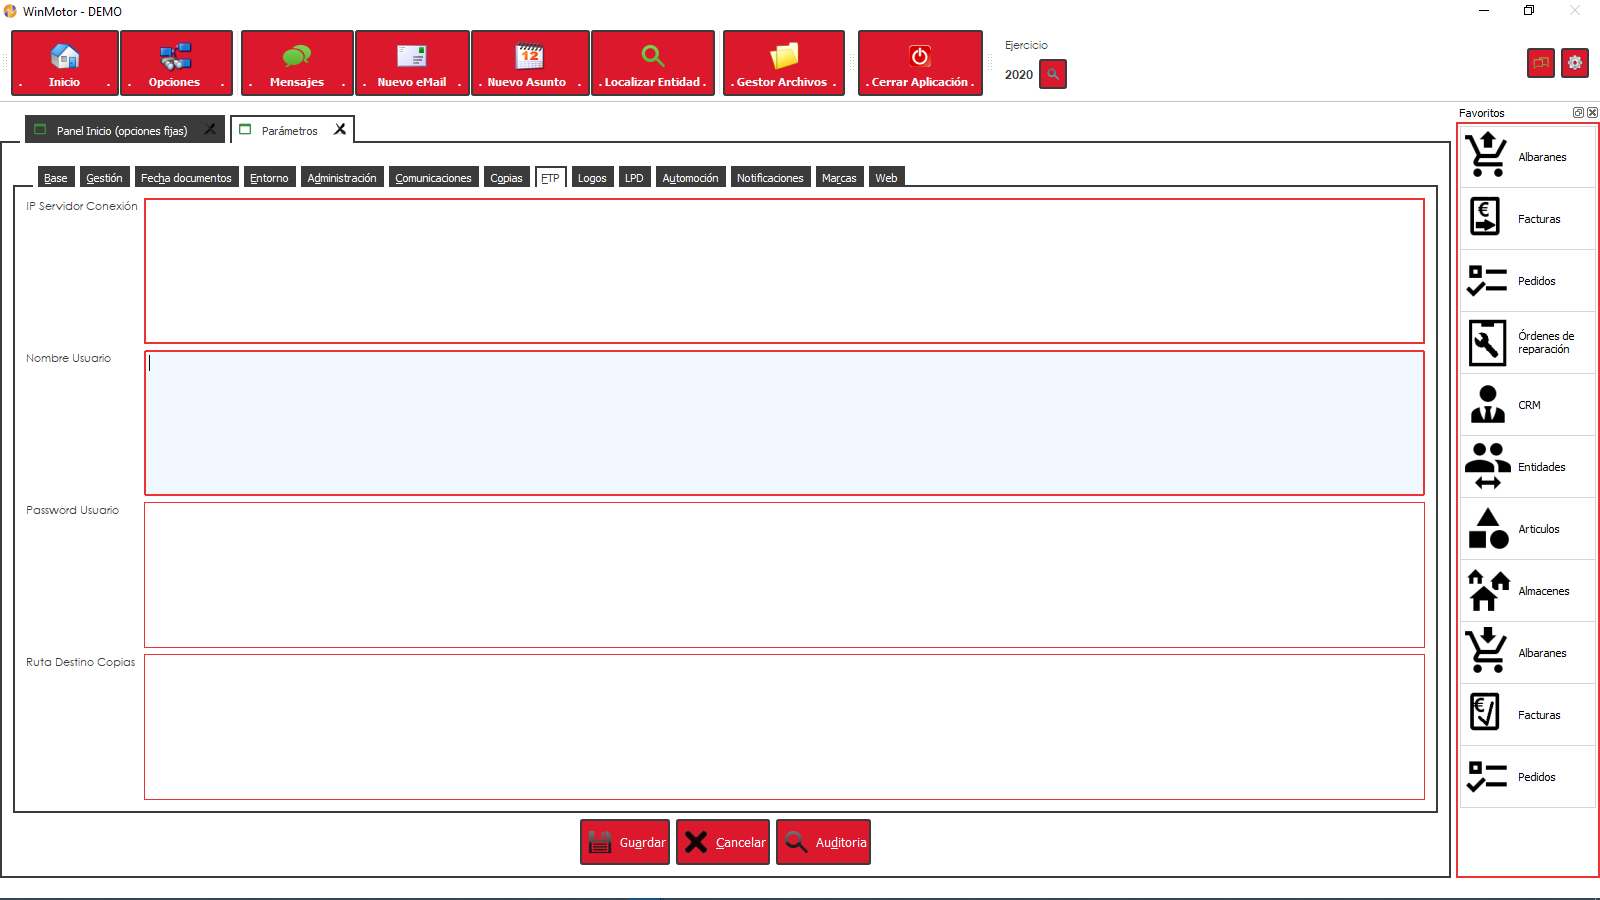 WinMotor - DEMO
. Inicio .
. Opciones .
. Mensajes .
. Nuevo eMail .
12
. Nuevo Asunto .
. Localizar Entidad .
. Gestor Archivos .
. Cerrar Aplicación .
Ejercicio
2020
Panel Inicio (opciones fijas)
Parámetros
Base
Gestión
Fecha documentos
Entorno
Administración
Comunicaciones
Copias
FTP
Logos
LPD
Automoción
Notificaciones
Marcas
Web
IP Servidor Conexión
Nombre Usuario
Password Usuario
Ruta Destino Copias
Guardar
Cancelar
Auditoria
Favoritos
Albaranes
€
Facturas
Pedidos
Órdenes de
reparación
CRM
Entidades
Articulos
Almacenes
Albaranes
€
Facturas
Pedidos